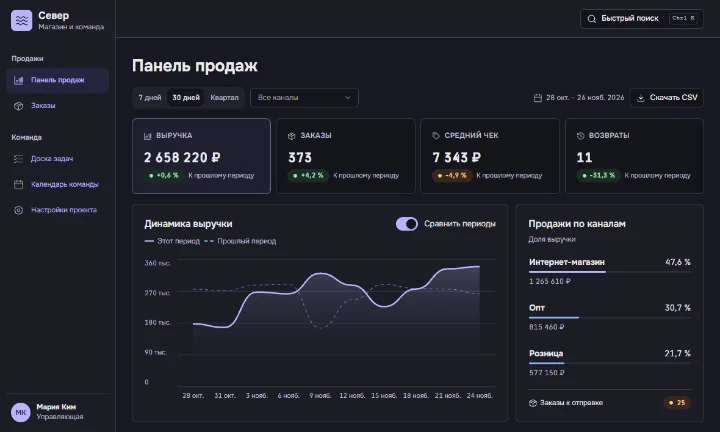 Север
Магазин и команда
Быстрый поиск
Ctrl K
Продажи
Панель продаж
Заказы
Команда
Доска задач
Календарь команды
Настройки проекта
МК
Мария Ким
Управляющая
Панель продаж
7 дней
30 дней
Квартал
Все каналы
28 окт. – 26 нояб. 2026
Скачать CSV
ВЫРУЧКА
2 658 220 ₽
+0,6 %
К прошлому периоду
ЗАКАЗЫ
373
+4,2 %
К прошлому периоду
СРЕДНИЙ ЧЕК
7 343 ₽
-4,9 %
К прошлому периоду
ВОЗВРАТЫ
11
-31,3 %
К прошлому периоду
Динамика выручки
Сравнить периоды
Этот период
Прошлый период
360 тыс.
270 тыс.
180 тыс.
90 тыс.
0
28 окт.
31 окт.
3 нояб.
6 нояб.
9 нояб.
12 нояб.
15 нояб.
18 нояб.
21 нояб.
24 нояб.
Продажи по каналам
Доля выручки
Интернет-магазин
47,6 %
1 265 610 ₽
Опт
30,7 %
815 460 ₽
Розница
21,7 %
577 150 ₽
Заказы к отправке
25